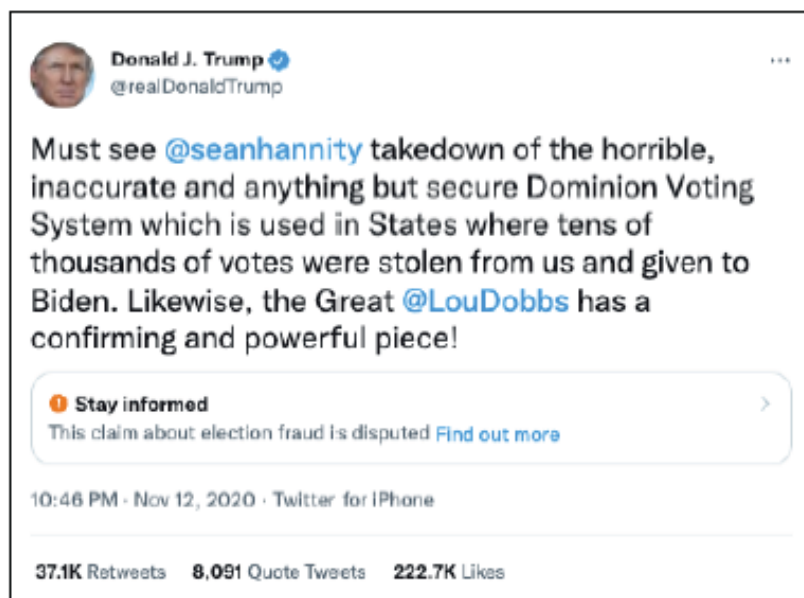 Donald J. Trump
@realDonaldTrump
Must see @seanhannity takedown of the horrible,
inaccurate and anything but secure Dominion Voting
System which is used in States where tens of
thousands of votes were stolen from us and given to
Biden. Likewise, the Great @LouDobbs has a
confirming and powerful piece!
Stay informed
This claim about election fraud is disputed Find out more
10:46 PM · Nov 12, 2020 · Twitter for iPhone
37.1K Retweets 8,091 Quote Tweets 222.7K Likes